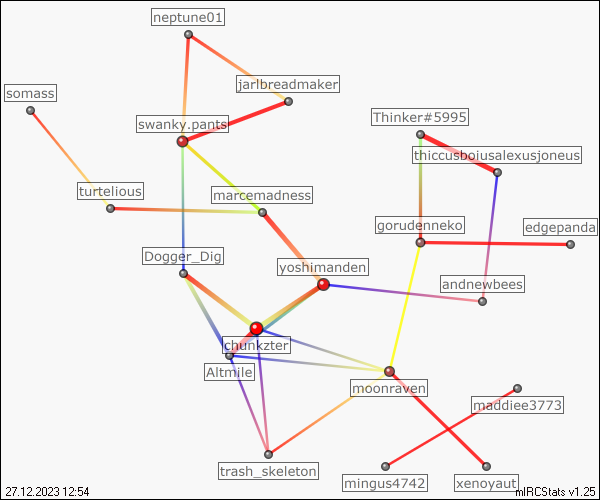 neptune01
jarlbreadmaker
somass
swanky.pants
Thinker#5995
thiccusboiusalexusjoneus
turtelious
marcemadness
gorudenneko
edgepanda
Dogger_Dig
yoshimanden
andnewbees
chunkzter
Altmile
moonraven
maddiee3773
trash_skeleton
mingus4742
xenoyaut
27.12.2023 12:54
mIRCStats v1.25